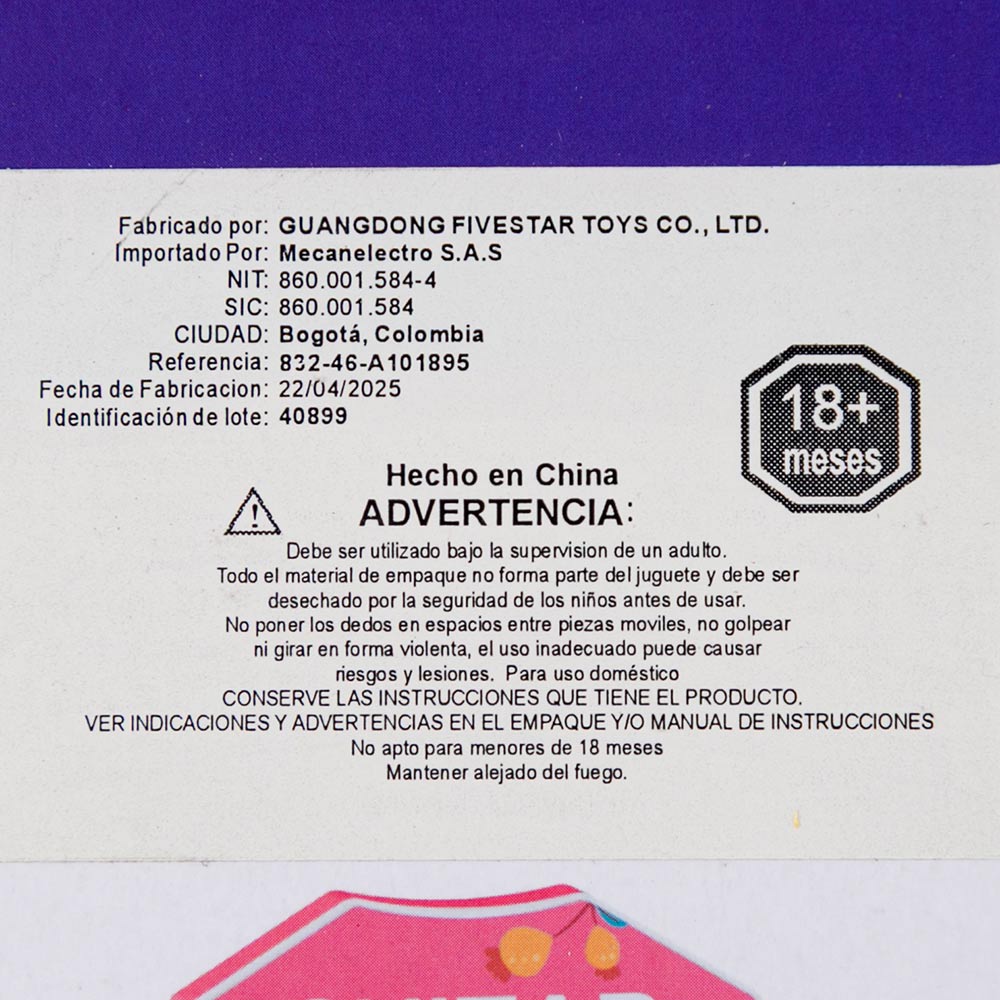 Fabricado por: GUANGDONG FIVESTAR TOYS CO., LTD.
Importado Por: Mecanelectro S.A.S
NIT: 860.001.584-4
SIC: 860.001.584
CIUDAD: Bogotá, Colombia
Referencia: 832-46-A101895
Fecha de Fabricacion: 22/04/2025
Identificación de lote: 40899
18+
meses
Hecho en China
ADVERTENCIA:
Debe ser utilizado bajo la supervision de un adulto.
Todo el material de empaque no forma parte del juguete y debe ser
desechado por la seguridad de los niños antes de usar.
No poner los dedos en espacios entre piezas moviles, no golpear
ni girar en forma violenta, el uso inadecuado puede causar
riesgos y lesiones. Para uso doméstico
CONSERVE LAS INSTRUCCIONES QUE TIENE EL PRODUCTO.
VER INDICACIONES Y ADVERTENCIAS EN EL EMPAQUE Y/O MANUAL DE INSTRUCCIONES
No apto para menores de 18 meses
Mantener alejado del fuego.